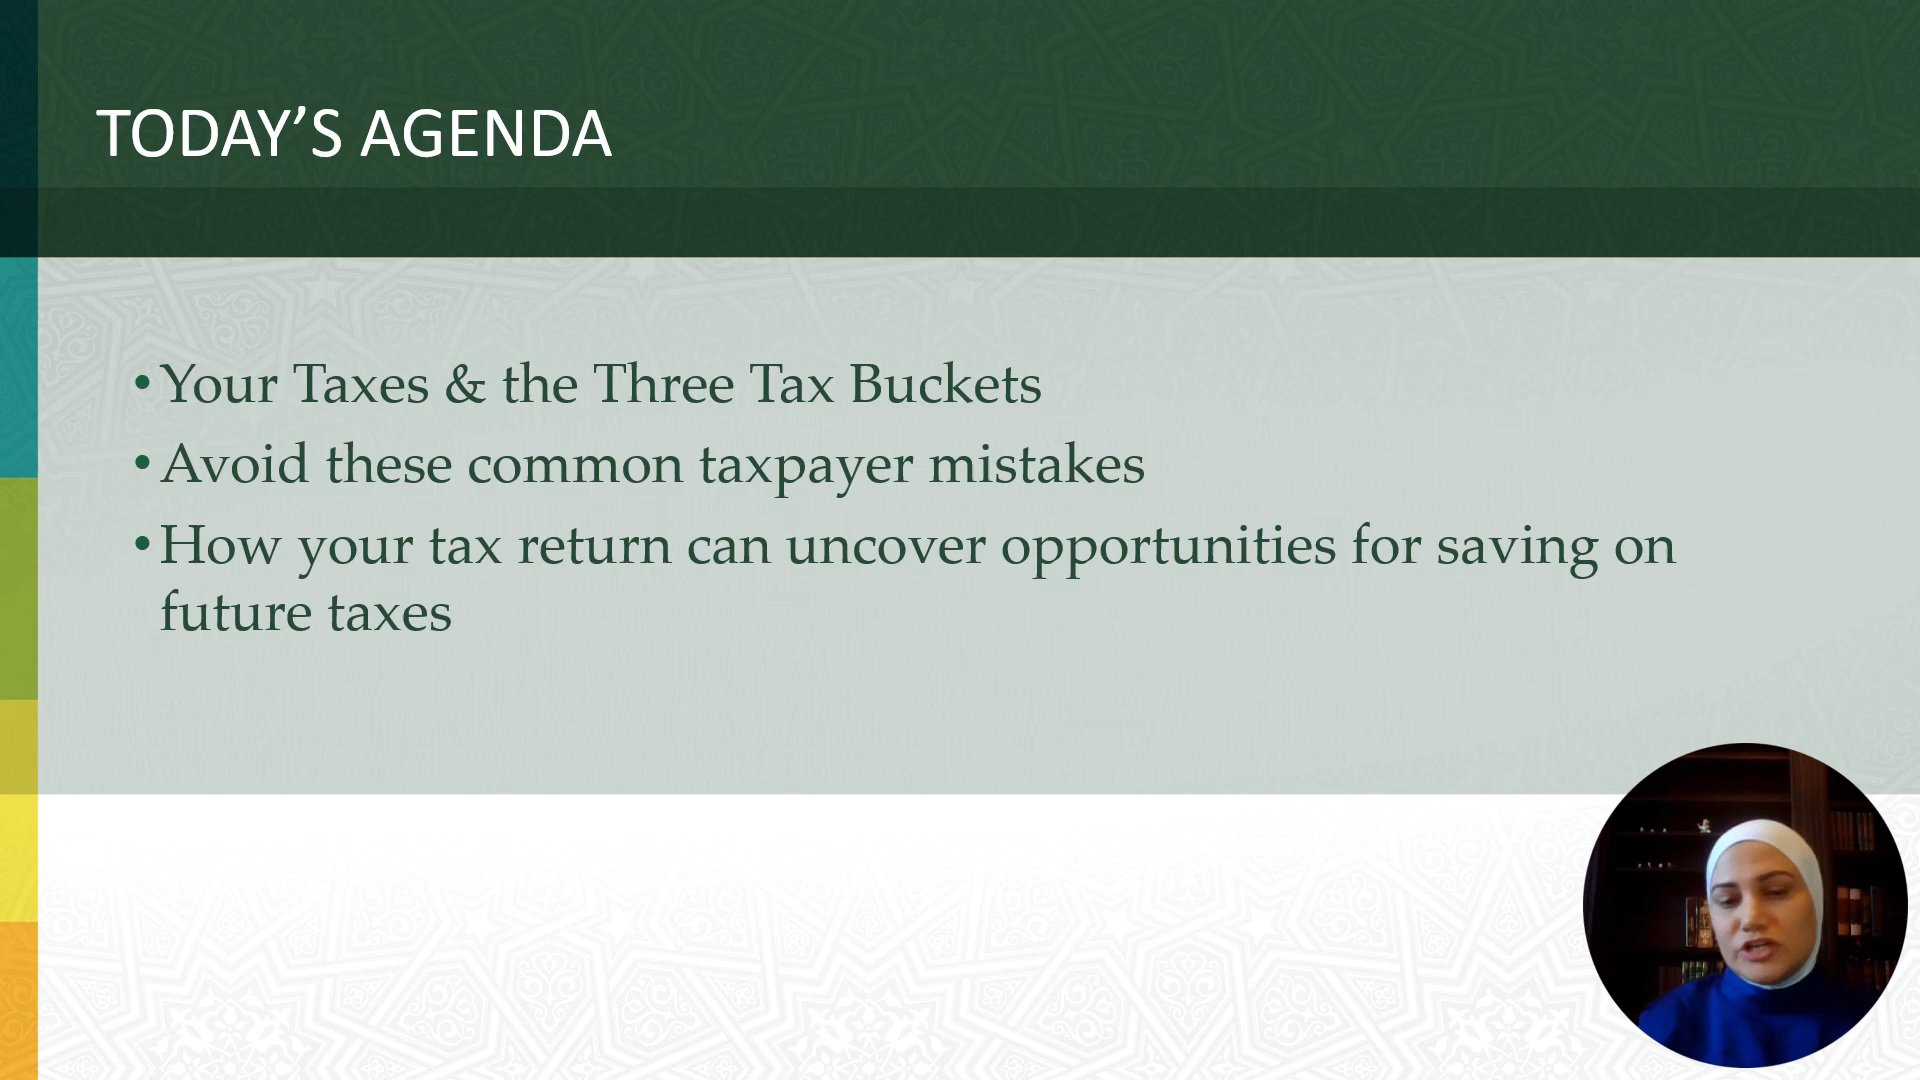 TODAY’S AGENDA
•Your Taxes & the Three Tax Buckets
•Avoid these common taxpayer mistakes
•How your tax return can uncover opportunities for saving on
future taxes